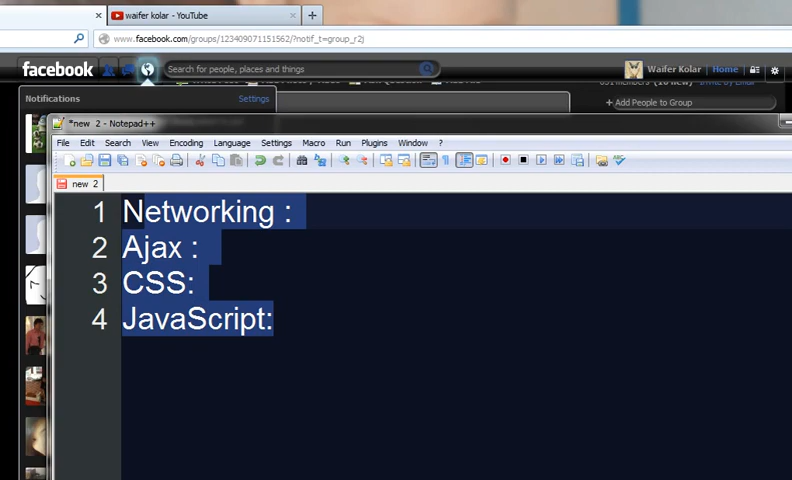 waifer kolar - YouTube
www.facebook.com/groups/123409071151562/?notif_t=group_r2j
facebook
Search for people, places and things
Waifer Kolar
Home
Notifications
Settings
Add People to Group
*new 2 - Notepad++
File Edit Search View Encoding Language Settings Macro Run Plugins Window ?
new 2
1 Networking :
2 Ajax :
3 CSS:
4 JavaScript: